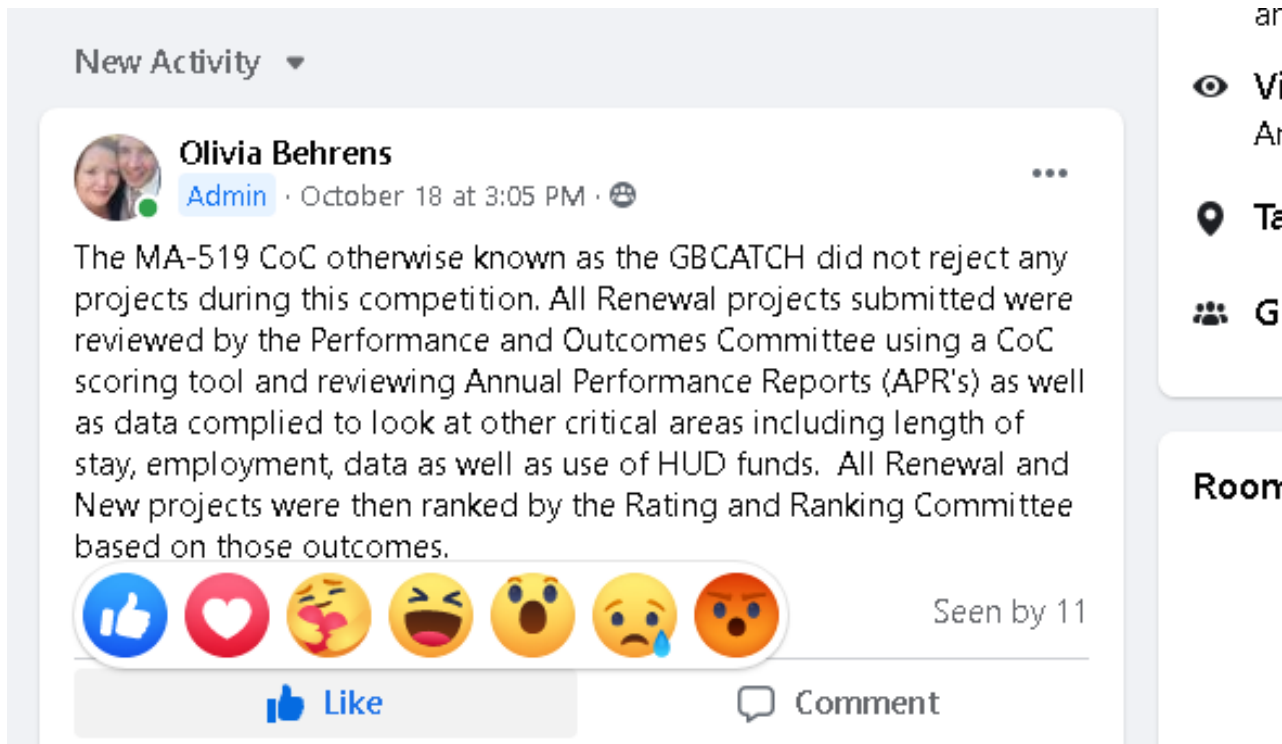 New Activity
Olivia Behrens
Admin · October 18 at 3:05 PM ·
The MA-519 CoC otherwise known as the GBCATCH did not reject any
projects during this competition. All Renewal projects submitted were
reviewed by the Performance and Outcomes Committee using a CoC
scoring tool and reviewing Annual Performance Reports (APR's) as well
as data complied to look at other critical areas including length of
stay, employment, data as well as use of HUD funds.  All Renewal and
New projects were then ranked by the Rating and Ranking Committee
based on those outcomes.
Seen by 11
Like
Comment